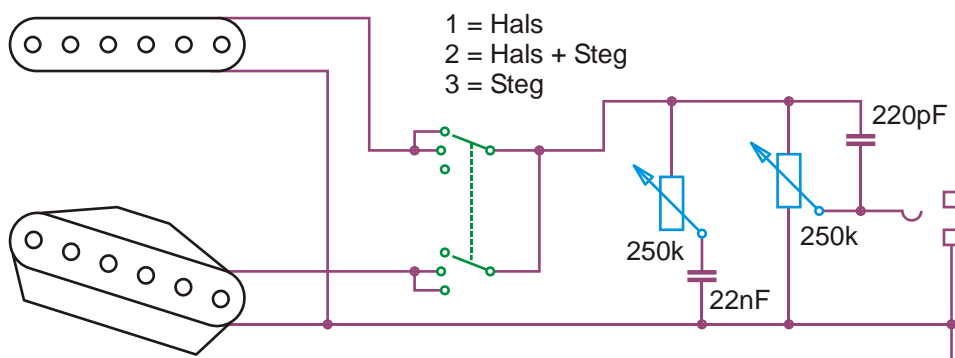 1 = Hals
2 = Hals + Steg
3 = Steg
220pF
250k
250k
22nF